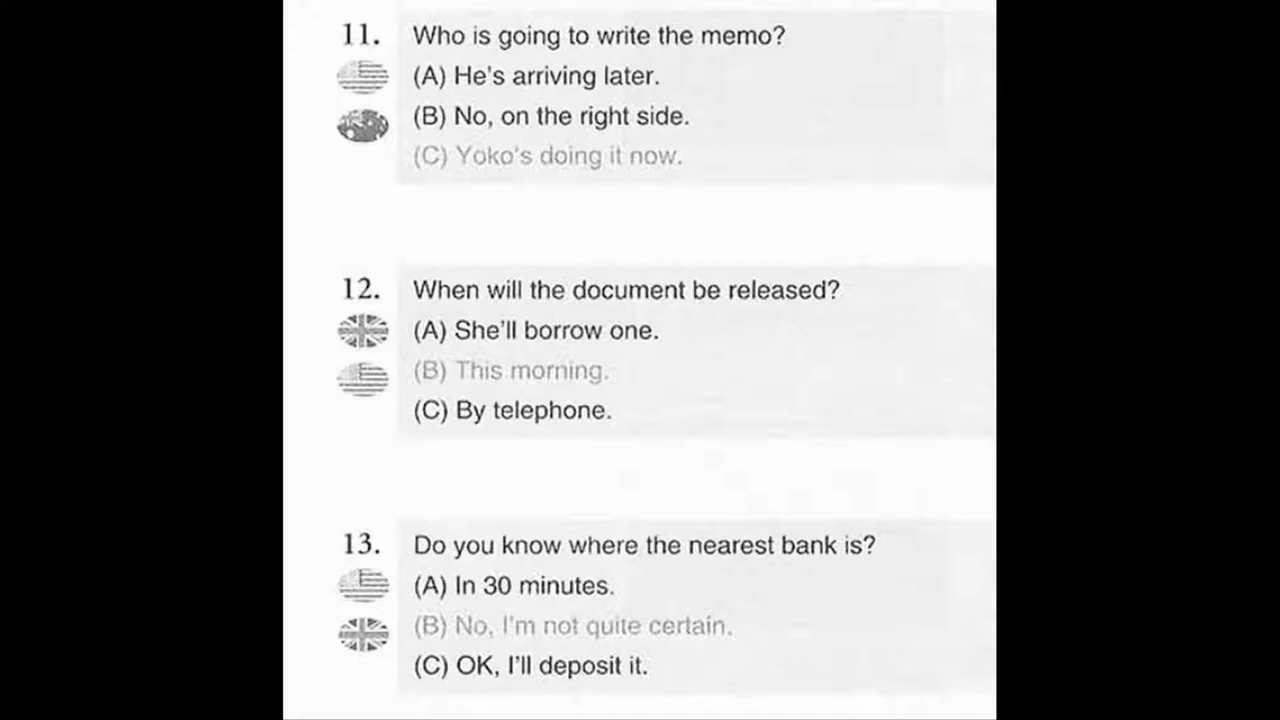 11. Who is going to write the memo?
(A) He's arriving later.
(B) No, on the right side.
(C) Yoko's doing it now.
12. When will the document be released?
(A) She'll borrow one.
(B) This morning.
(C) By telephone.
13. Do you know where the nearest bank is?
(A) In 30 minutes.
(B) No, I'm not quite certain.
(C) OK, I'll deposit it.